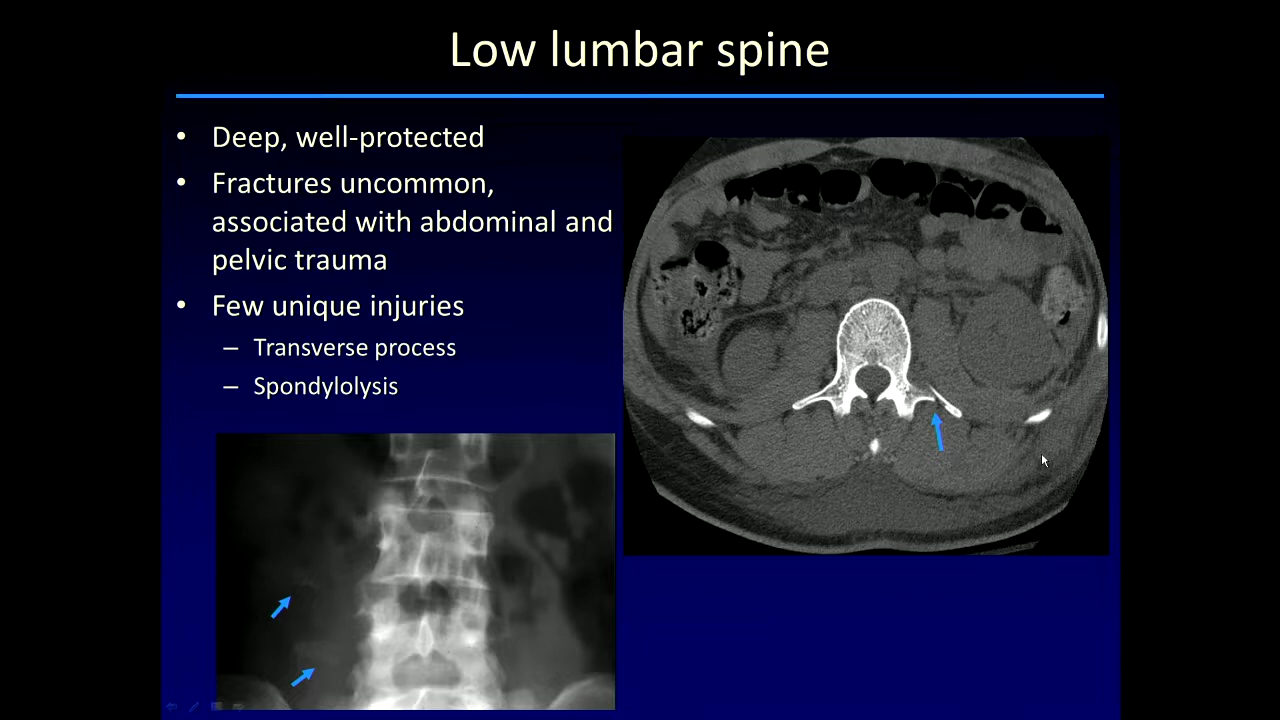 Low lumbar spine
• Deep, well-protected
• Fractures uncommon,
associated with abdominal and
pelvic trauma
• Few unique injuries
– Transverse process
– Spondylolysis